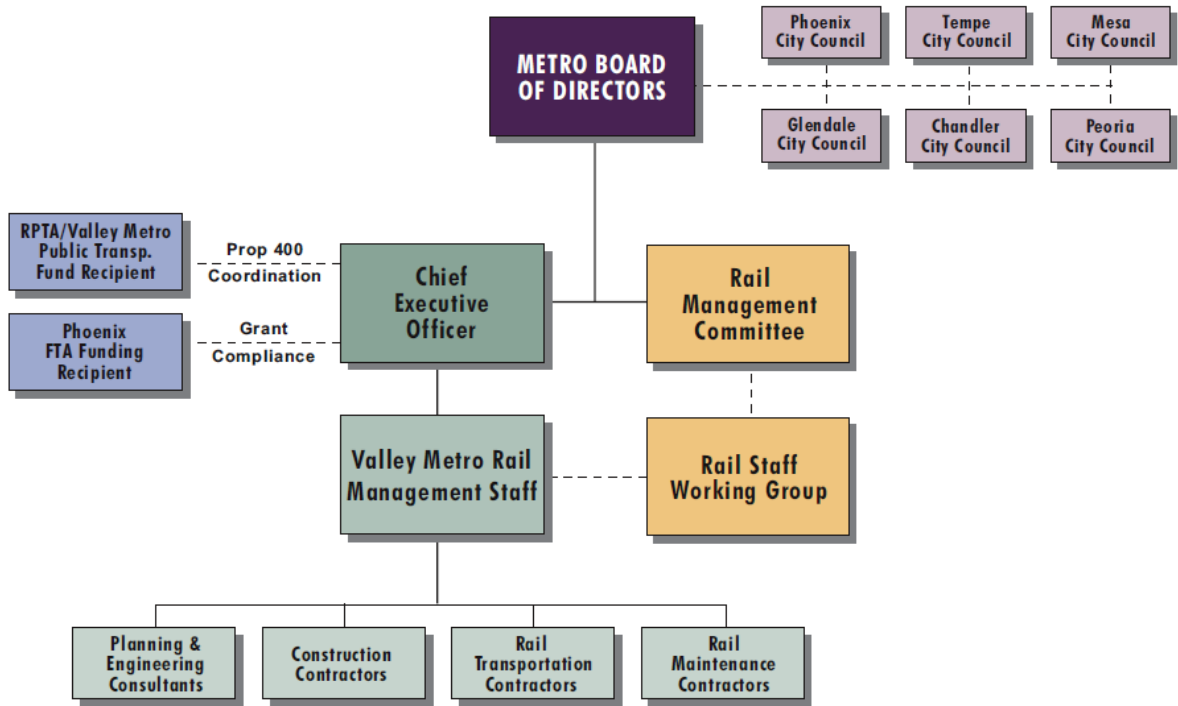 METRO BOARD
OF DIRECTORS
Phoenix
City Council
Tempe
City Council
Mesa
City Council
Glendale
City Council
Chandler
City Council
Peoria
City Council
RPTA/Valley Metro
Public Transp.
Fund Recipient
Prop 400
Coordination
Chief
Executive
Officer
Rail
Management
Committee
Phoenix
FTA Funding
Recipient
Grant
Compliance
Valley Metro Rail
Management Staff
Rail Staff
Working Group
Planning &
Engineering
Consultants
Construction
Contractors
Rail
Transportation
Contractors
Rail
Maintenance
Contractors